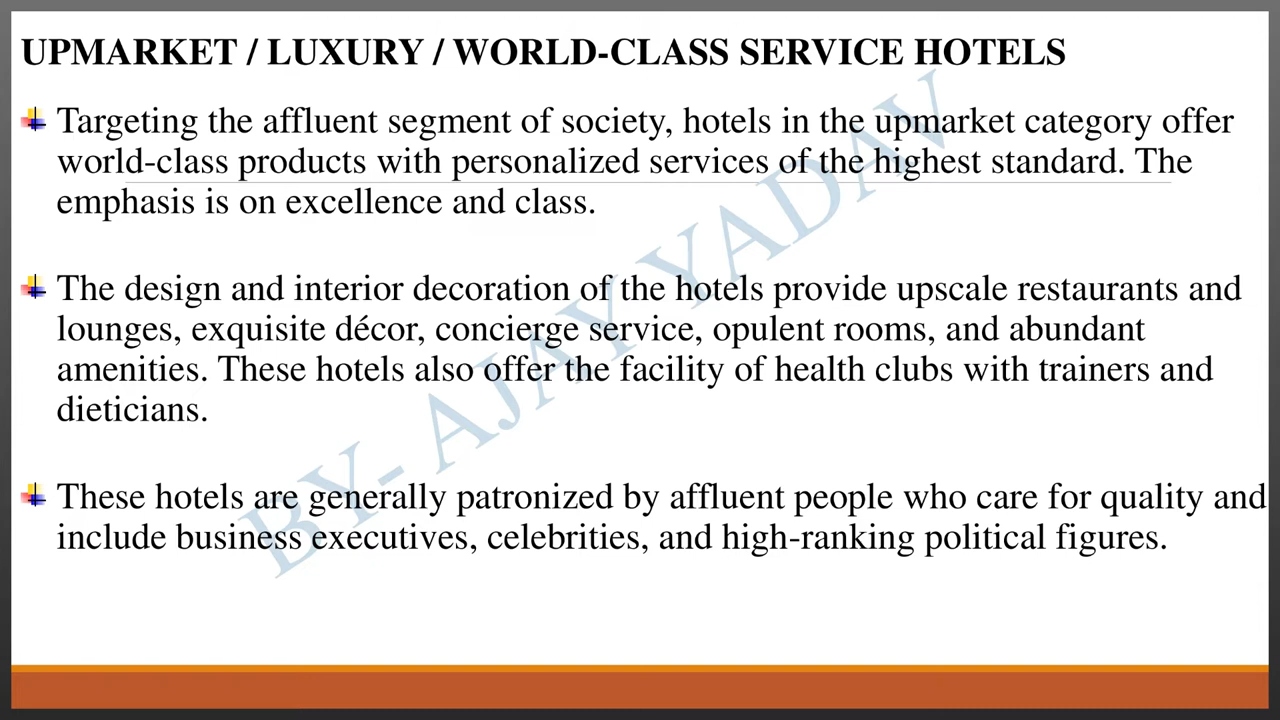 UPMARKET / LUXURY / WORLD-CLASS SERVICE HOTELS
Targeting the affluent segment of society, hotels in the upmarket category offer
world-class products with personalized services of the highest standard. The
emphasis is on excellence and class.
The design and interior decoration of the hotels provide upscale restaurants and
lounges, exquisite décor, concierge service, opulent rooms, and abundant
amenities. These hotels also offer the facility of health clubs with trainers and
dieticians.
These hotels are generally patronized by affluent people who care for quality and
include business executives, celebrities, and high-ranking political figures.
BY- AJAY YADAV